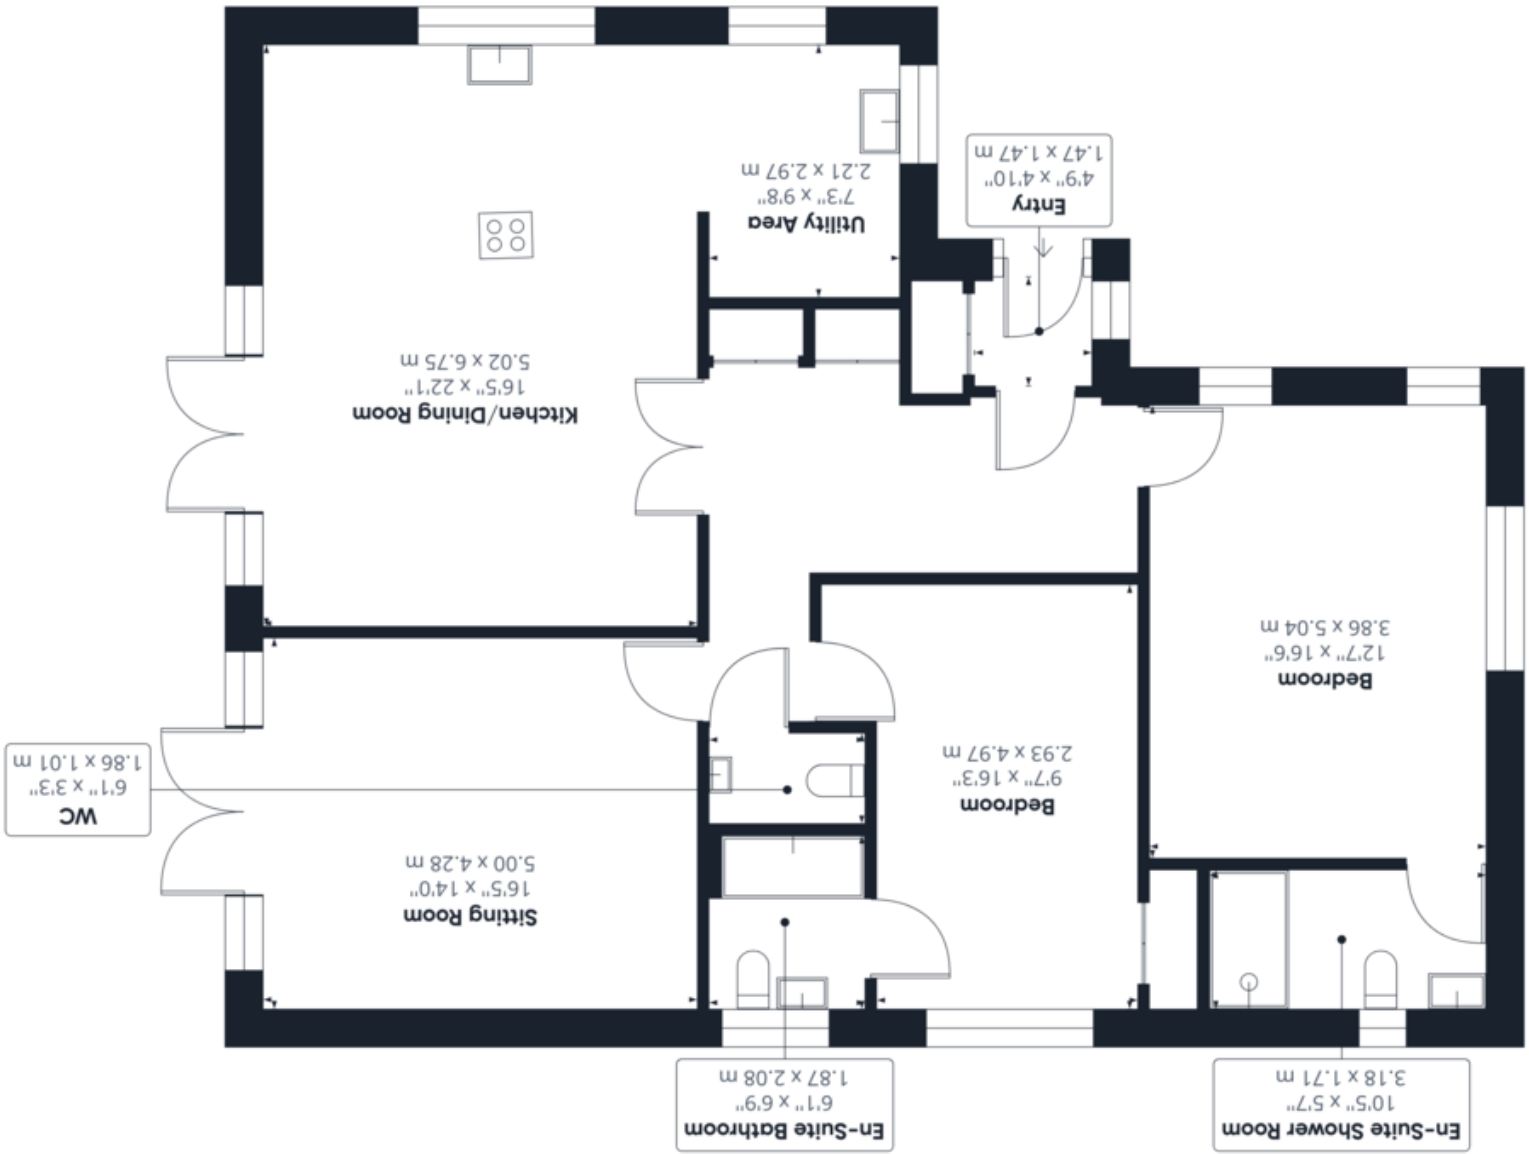 En-Suite Shower Room
10'5" x 5'7"
3.18 x 1.71 m
En-Suite Bathroom
6'1" x 6'9"
1.87 x 2.08 m
Sitting Room
16'5" x 14'0"
5.00 x 4.28 m
WC
6'1" x 3'3"
1.86 x 1.01 m
Bedroom
9'7" x 16'3"
2.93 x 4.97 m
Bedroom
12'7" x 16'6"
3.86 x 5.04 m
Kitchen/Dining Room
16'5" x 22'1"
5.02 x 6.75 m
Utility Area
7'3" x 9'8"
2.21 x 2.97 m
Entry
4'9" x 4'10"
1.47 x 1.47 m